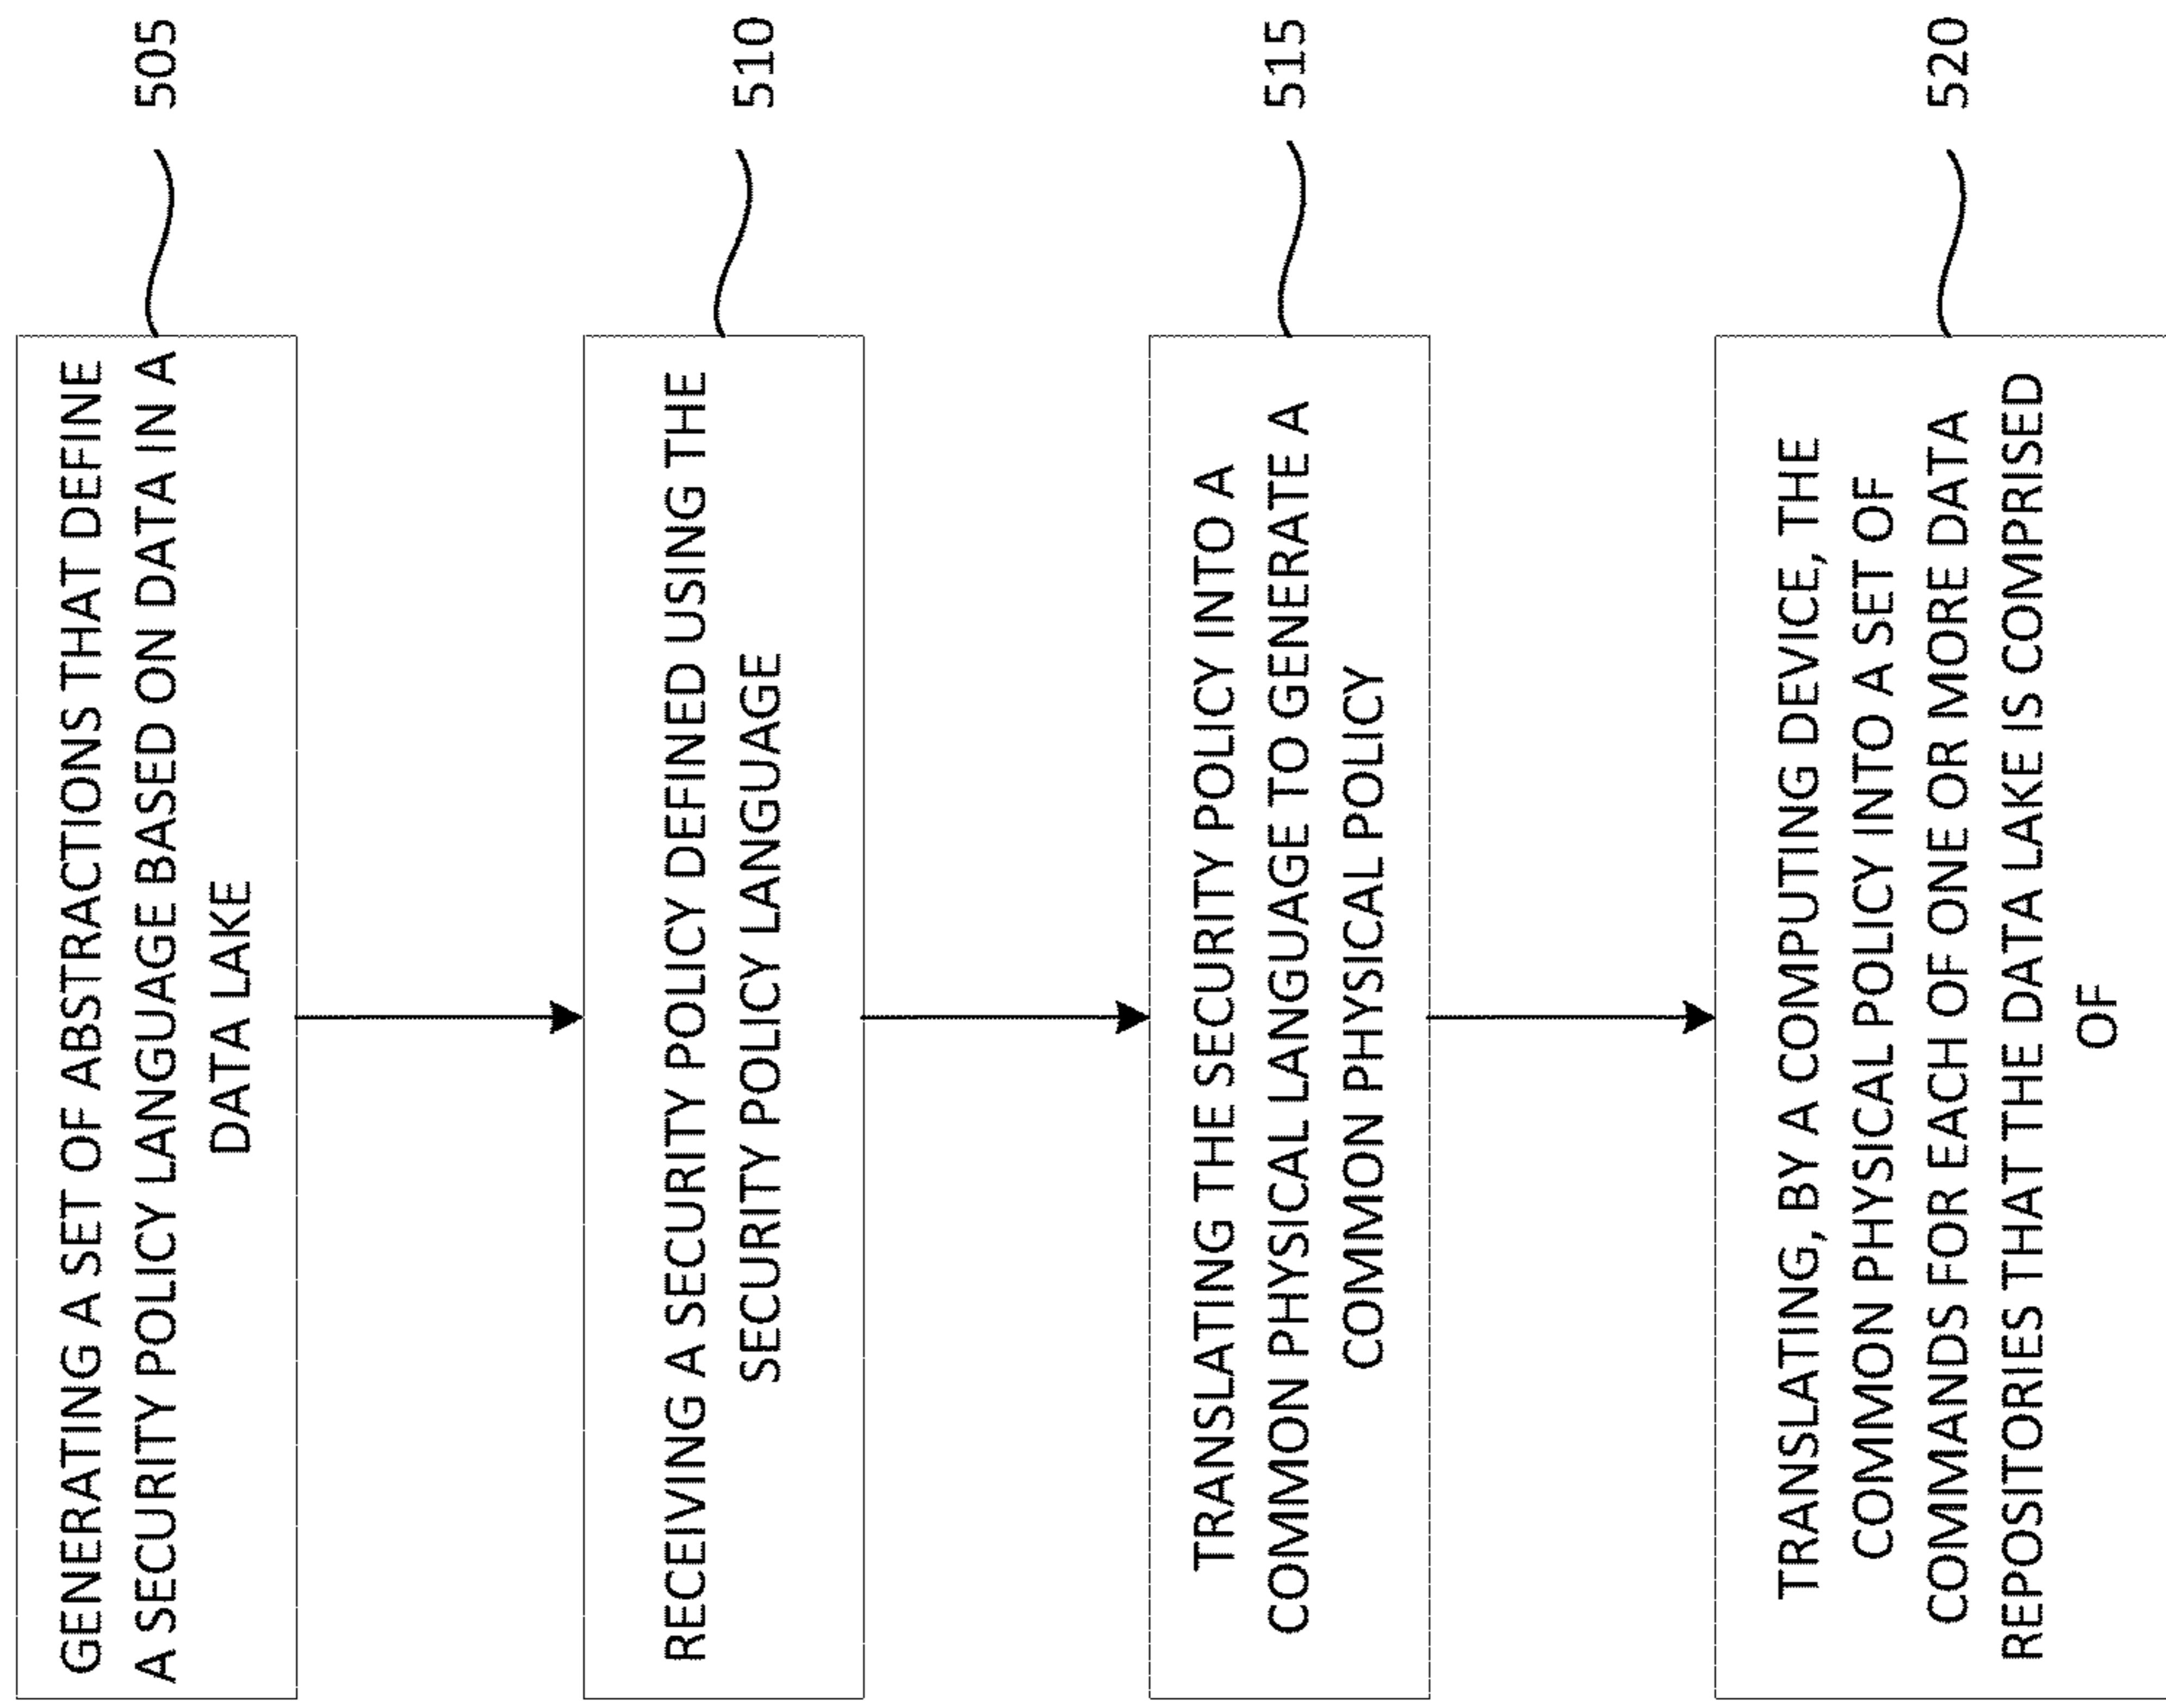 GENERATING A SET OF ABSTRACTIONS THAT DEFINE
A SECURITY POLICY LANGUAGE BASED ON DATA IN A
DATA LAKE
505
RECEIVING A SECURITY POLICY DEFINED USING THE
SECURITY POLICY LANGUAGE
510
TRANSLATING THE SECURITY POLICY INTO A
COMMON PHYSICAL LANGUAGE TO GENERATE A
COMMON PHYSICAL POLICY
515
TRANSLATING, BY A COMPUTING DEVICE, THE
COMMON PHYSICAL POLICY INTO A SET OF
COMMANDS FOR EACH OF ONE OR MORE DATA
REPOSITORIES THAT THE DATA LAKE IS COMPRISED
OF
520